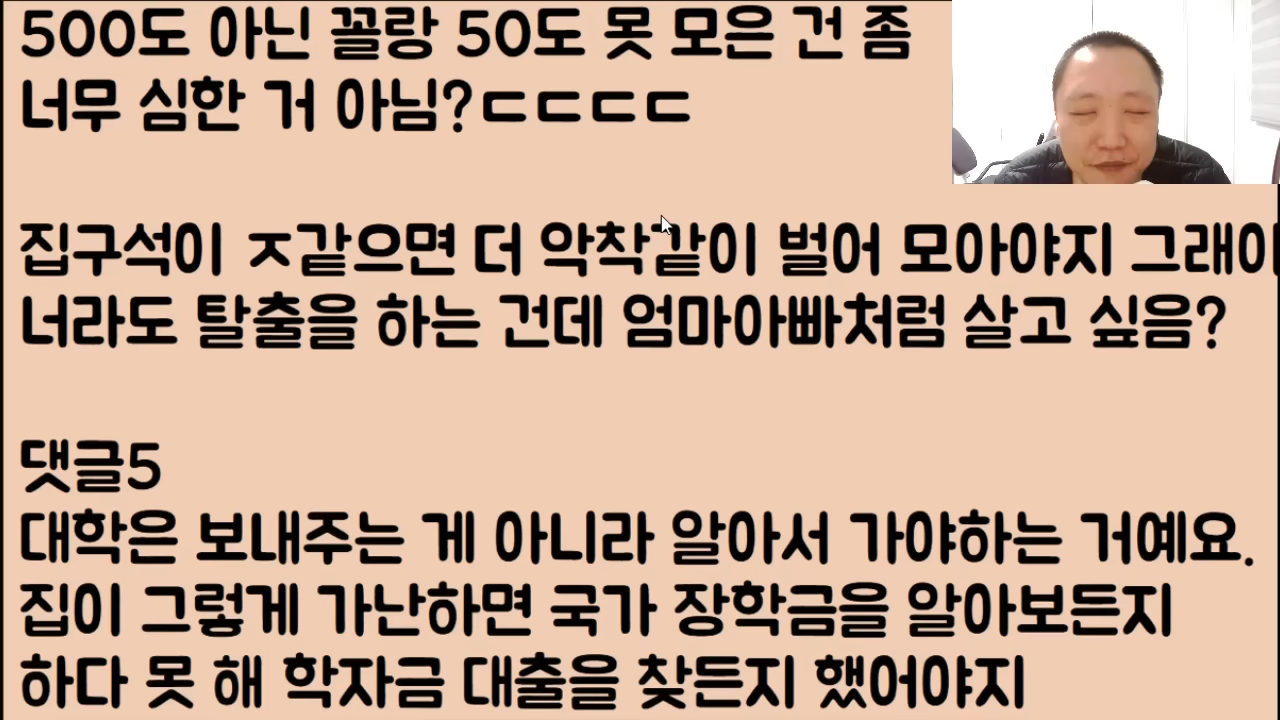 500도 아닌 꼴랑 50도 못 모은 건 좀
너무 심한 거 아님?ㄷㄷㄷㄷ
집구석이 ㅈ같으면 더 악착같이 벌어 모아야지 그래야
너라도 탈출을 하는 건데 엄마아빠처럼 살고 싶음?
댓글5
대학은 보내주는 게 아니라 알아서 가야하는 거예요.
집이 그렇게 가난하면 국가 장학금을 알아보든지
하다 못 해 학자금 대출을 찾든지 했어야지